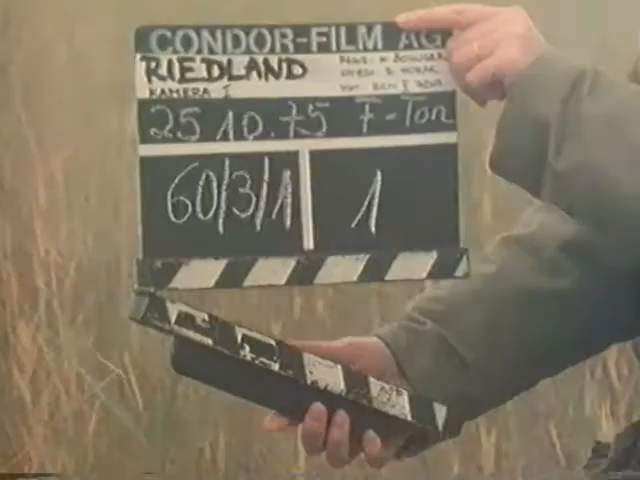 CONDOR-FILM AG
RIEDLAND
KAMERA I
25 10.75 F-Ton
60/3/1
1